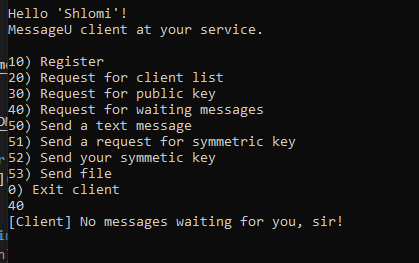 Hello 'Shlomi'!
MessageU client at your service.
10) Register
20) Request for client list
30) Request for public key
40) Request for waiting messages
50) Send a text message
51) Send a request for symmetric key
52) Send your symmetic key
53) Send file
0) Exit client
40
[Client] No messages waiting for you, sir!